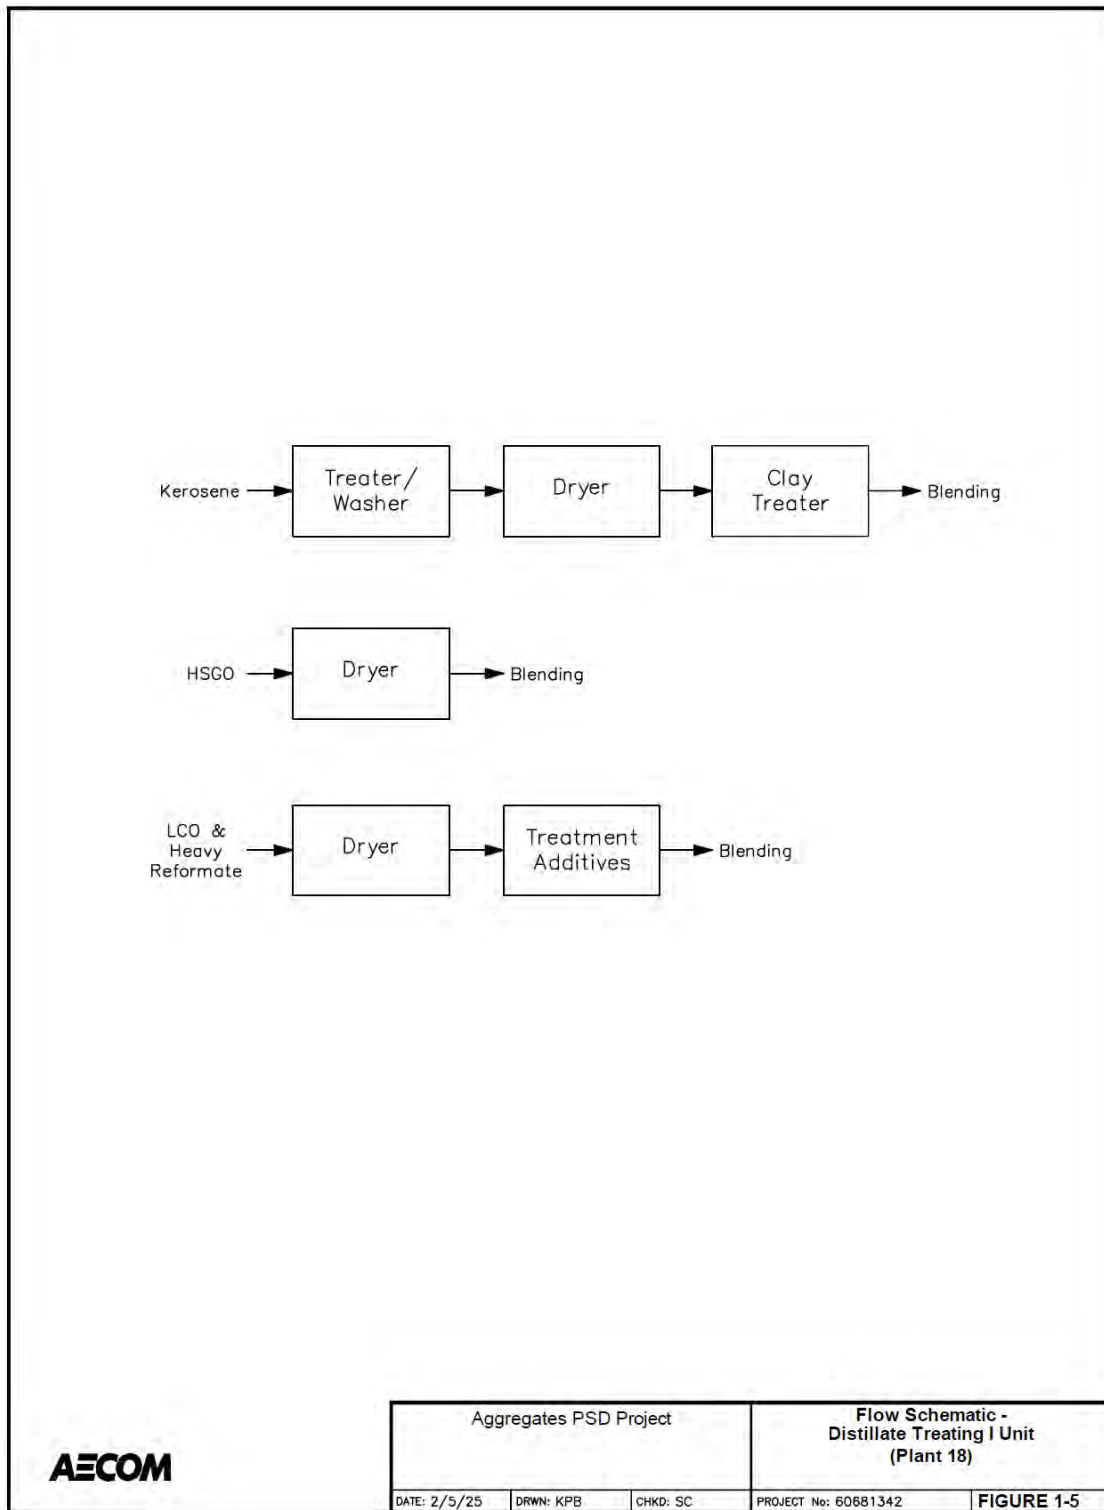 Kerosene
Treater/
Washer
Dryer
Clay
Treater
Blending
HSGO
Dryer
Blending
LCO &
Heavy
Reformate
Dryer
Treatment
Additives
Blending
AECOM
Aggregates PSD Project
Flow Schematic -
Distillate Treating I Unit
(Plant 18)
DATE: 2/5/25
DRWN: KPB
CHKD: SC
PROJECT No: 60681342
FIGURE 1-5